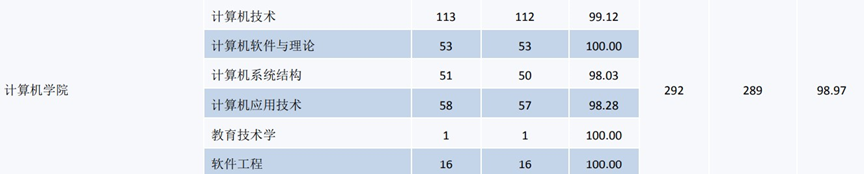 计算机技术 113 112 99.12
计算机软件与理论 53 53 100.00
计算机系统结构 51 50 98.03
计算机学院 292 289 98.97
计算机应用技术 58 57 98.28
教育技术学 1 1 100.00
软件工程 16 16 100.00